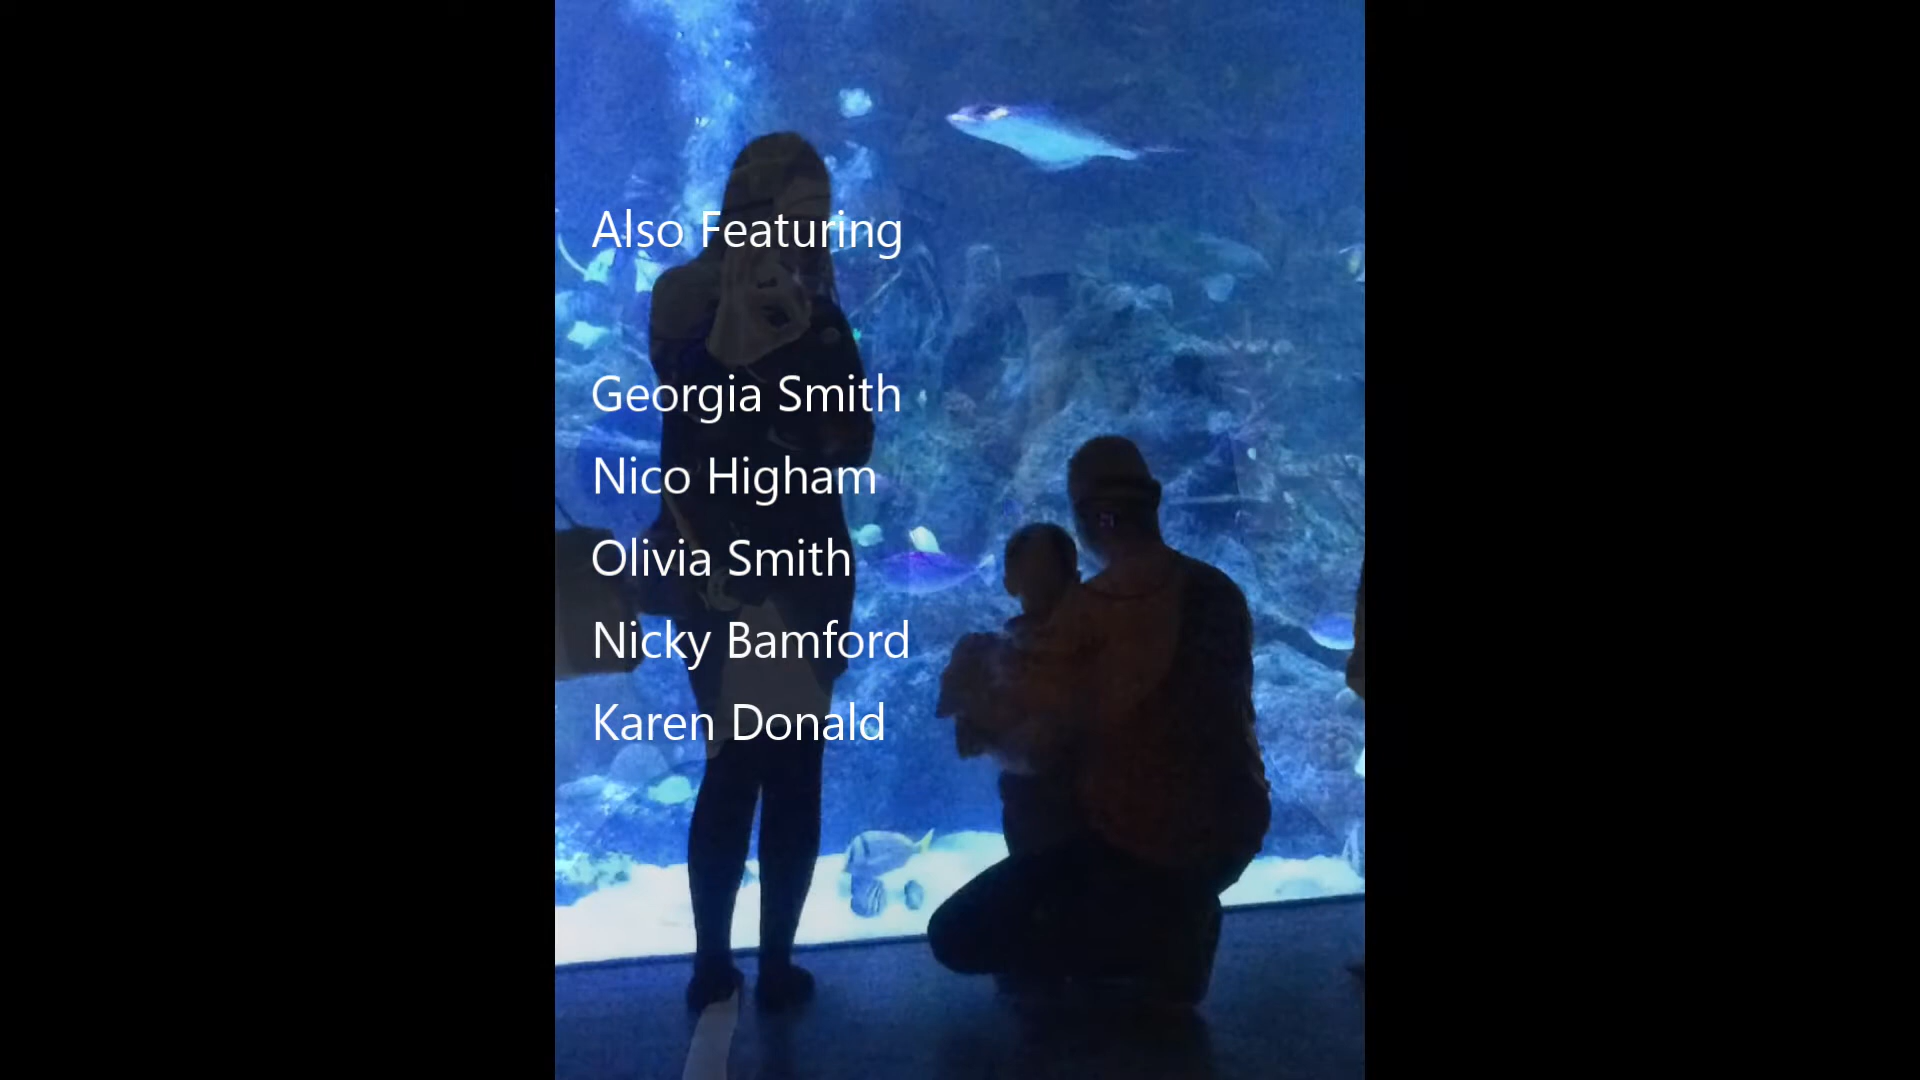 Also Featuring
Georgia Smith
Nico Higham
Olivia Smith
Nicky Bamford
Karen Donald